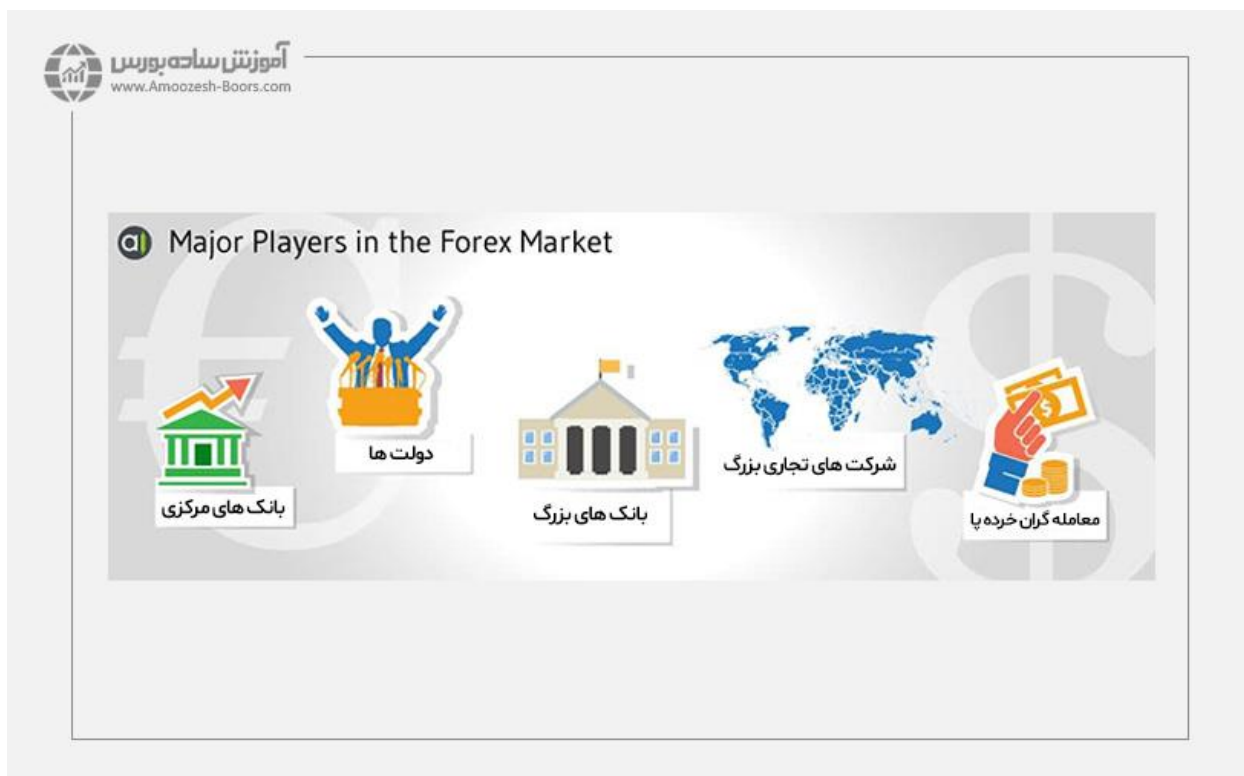 آموزش ساده بورس
www.Amoozesh-Boors.com
Major Players in the Forex Market
بانک های مرکزی
دولت ها
بانک های بزرگ
شرکت های تجاری بزرگ
معامله گران خرده پا